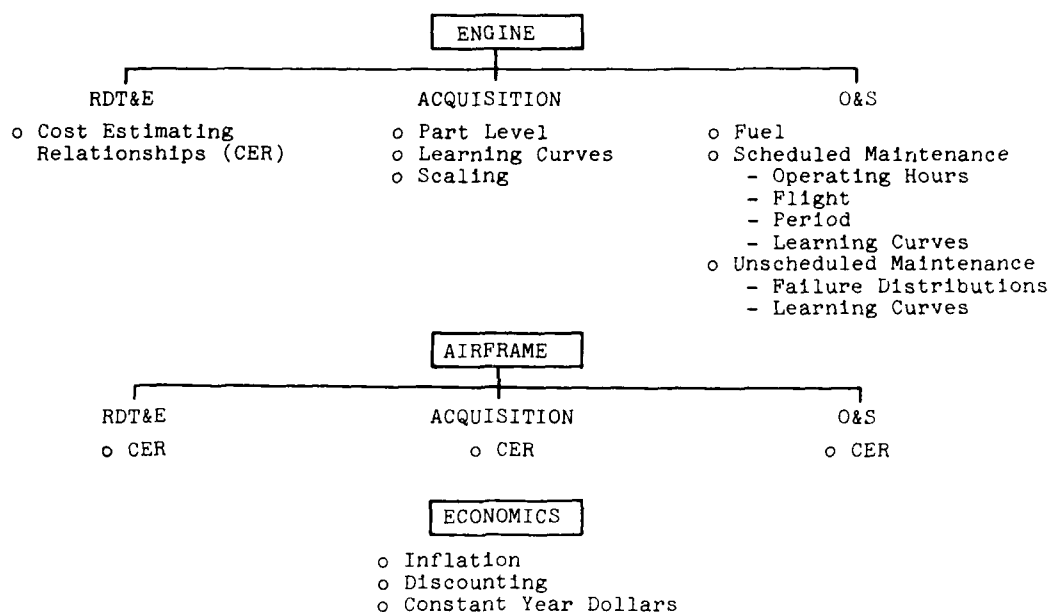 ENGINE
RDT&E ACQUISITION O&S
o Cost Estimating o Part Level o Fuel
Relationships (CER) o Learning Curves o Scheduled Maintenance
o Scaling - Operating Hours
- Flight
- Period
- Learning Curves
o Unscheduled Maintenance
- Failure Distributions
- Learning Curves
AIRFRAME
RDT&E ACQUISITION O&S
o CER o CER o CER
ECONOMICS
o Inflation
o Discounting
o Constant Year Dollars